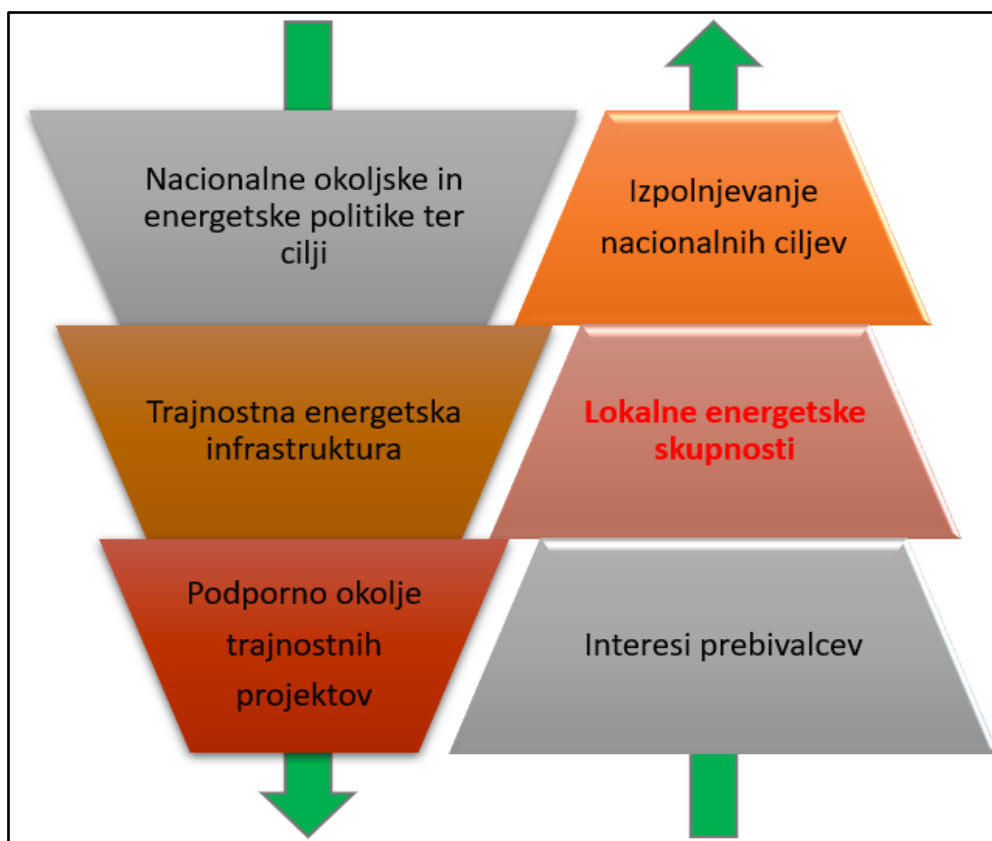 Nacionalne okoljske in
energetske politike ter
cilji
Trajnostna energetska
infrastruktura
Podporno okolje
trajnostnih
projektov
Izpolnjevanje
nacionalnih ciljev
Lokalne energetske
skupnosti
Interesi prebivalcev